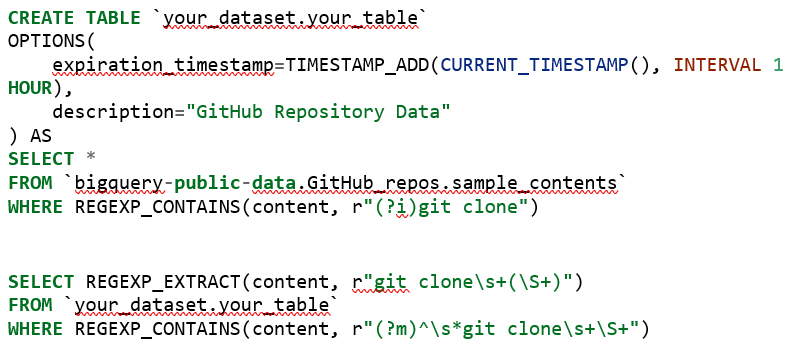 CREATE TABLE `your_dataset.your_table`
OPTIONS(
    expiration_timestamp=TIMESTAMP_ADD(CURRENT_TIMESTAMP(), INTERVAL 1
HOUR),
    description="GitHub Repository Data"
) AS
SELECT *
FROM `bigquery-public-data.GitHub_repos.sample_contents`
WHERE REGEXP_CONTAINS(content, r"(?i)git clone")
SELECT REGEXP_EXTRACT(content, r"git clone\s+(\S+)")
FROM `your_dataset.your_table`
WHERE REGEXP_CONTAINS(content, r"(?m)^\s*git clone\s+\S+")